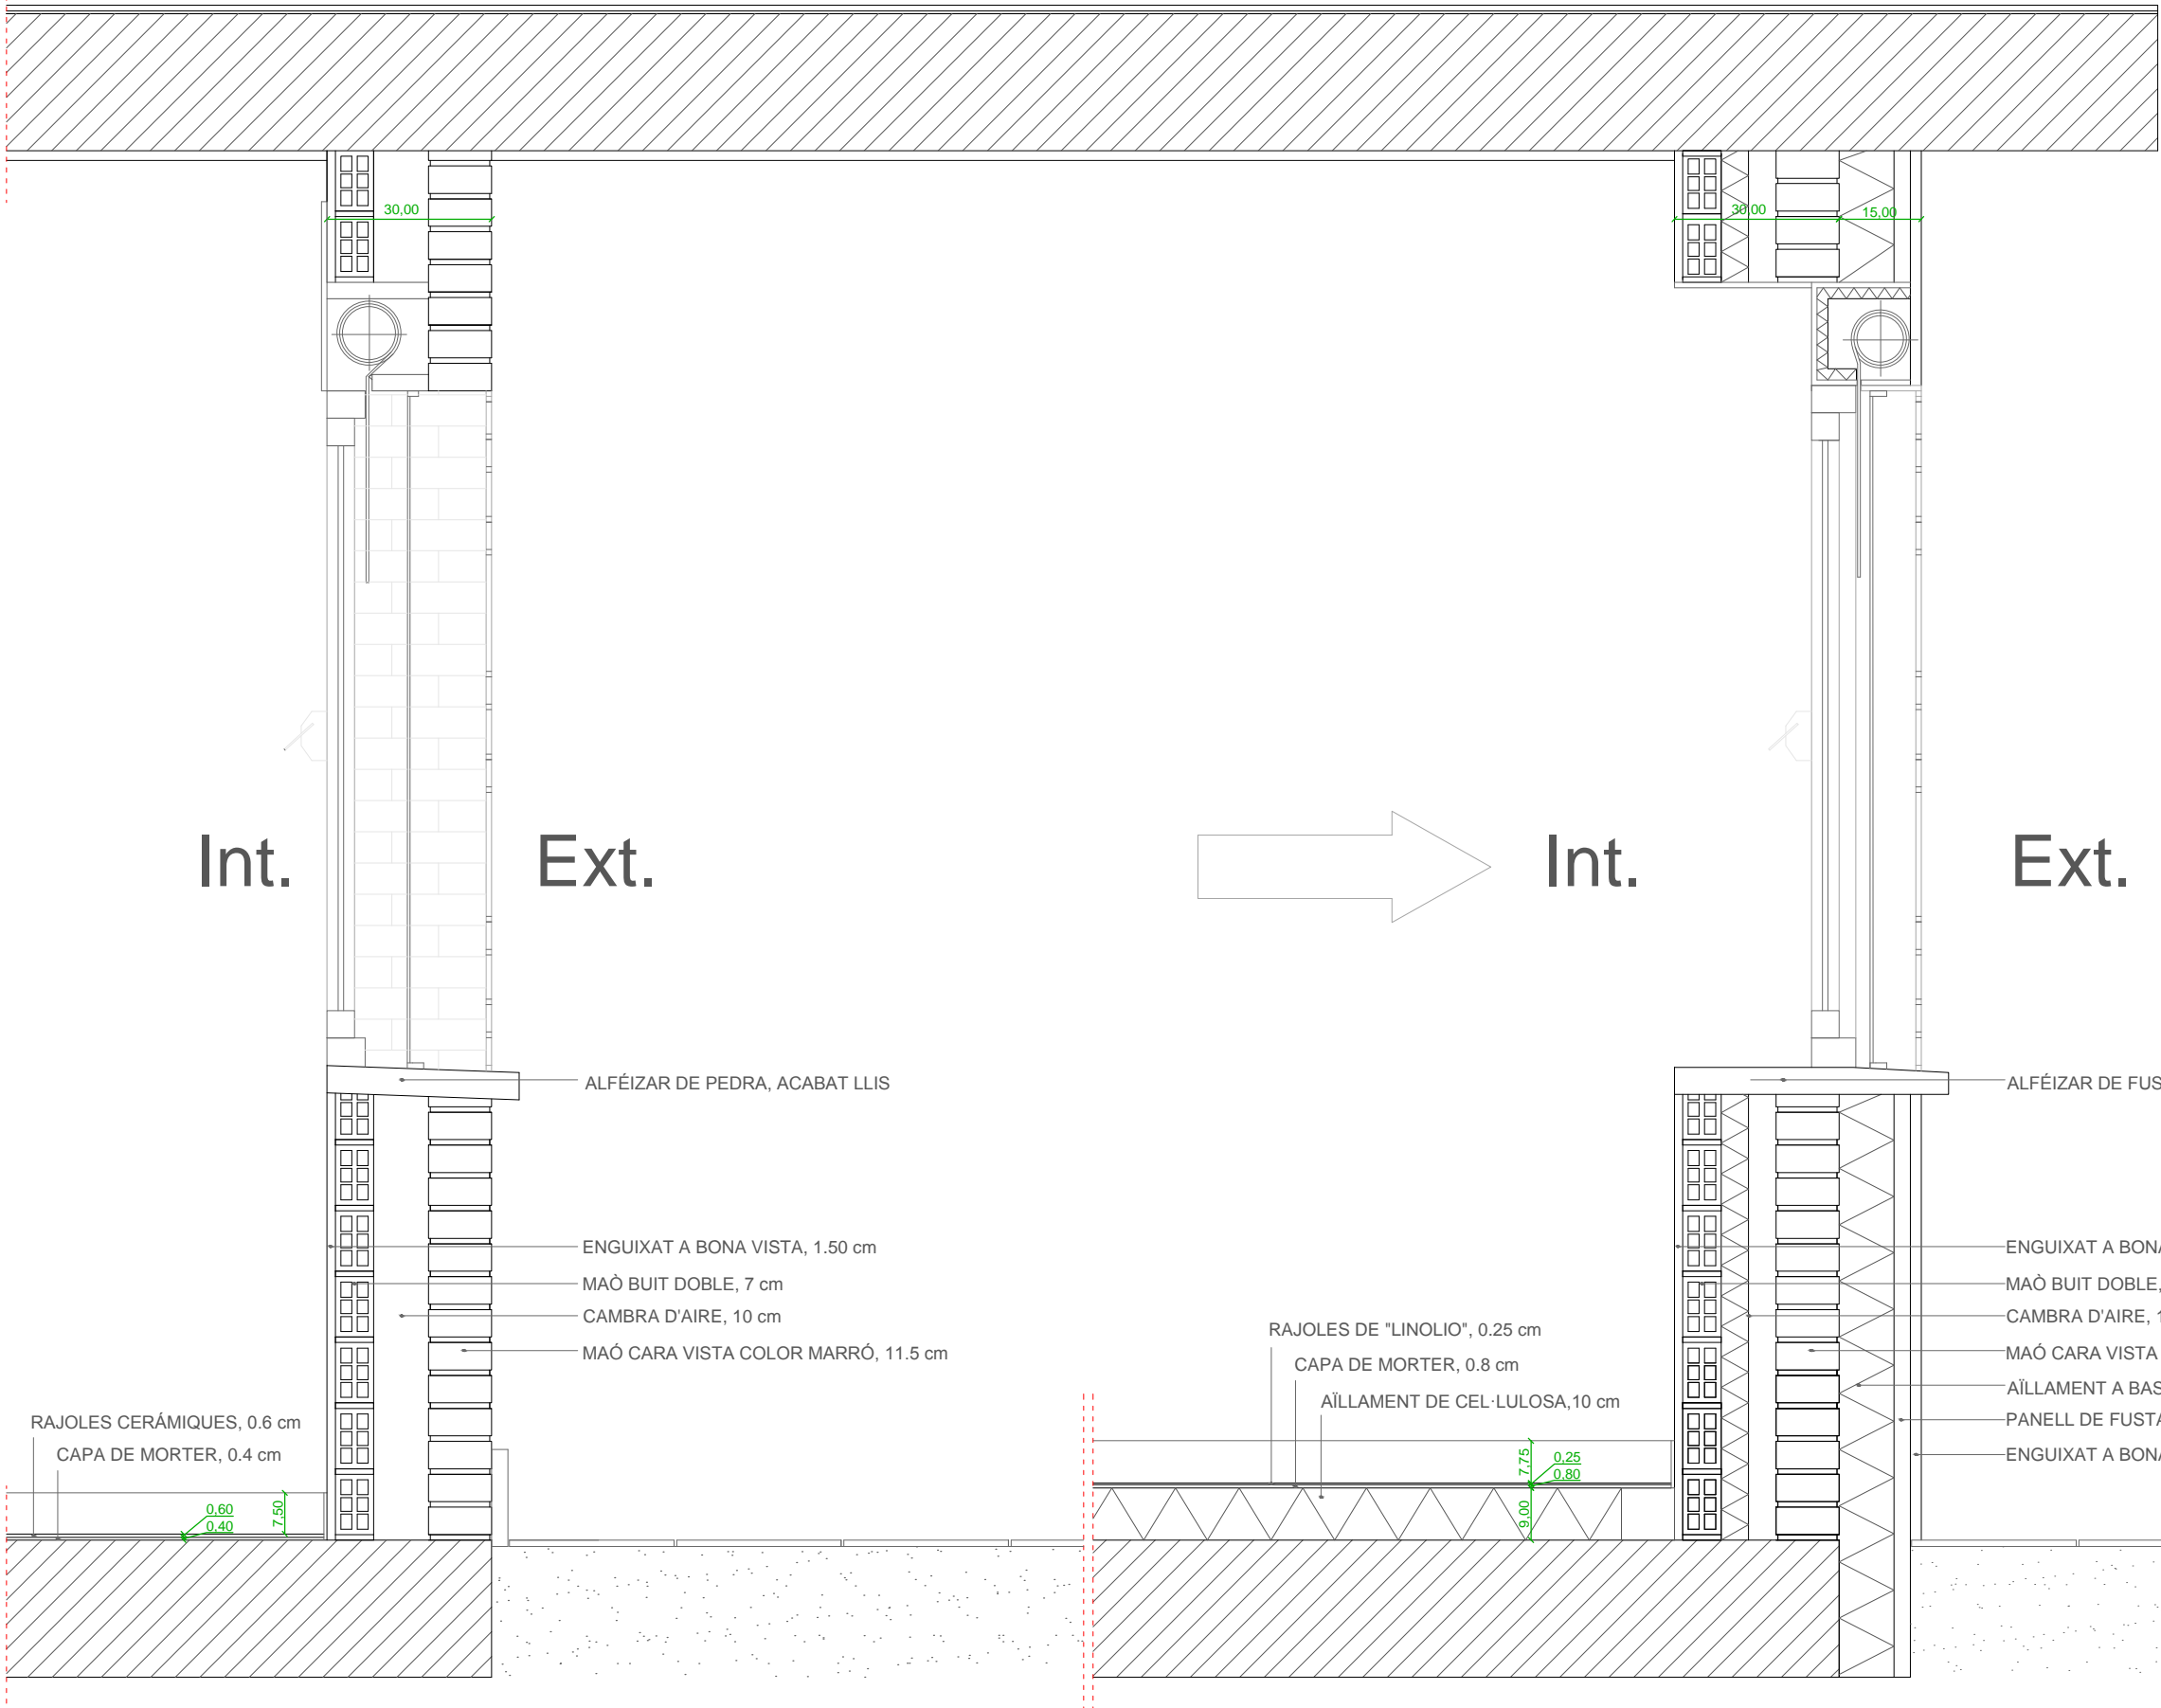 30,00
30,00
15,00
Int.
Ext.
Int.
Ext.
ALFÉIZAR DE PEDRA, ACABAT LLIS
ALFÉIZAR DE FUS
ENGUIXAT A BONA VISTA, 1.50 cm
MAÒ BUIT DOBLE, 7 cm
CAMBRA D'AIRE, 10 cm
MAÓ CARA VISTA COLOR MARRÓ, 11.5 cm
ENGUIXAT A BONA
MAÒ BUIT DOBLE,
CAMBRA D'AIRE, 1
MAÓ CARA VISTA
AÏLLAMENT A BAS
PANELL DE FUSTA
ENGUIXAT A BONA
RAJOLES DE "LINOLIO", 0.25 cm
CAPA DE MORTER, 0.8 cm
AÏLLAMENT DE CEL·LULOSA,10 cm
RAJOLES CERÁMIQUES, 0.6 cm
CAPA DE MORTER, 0.4 cm
0,60
0,40
7,50
7,75
0,25
0,80
9,00